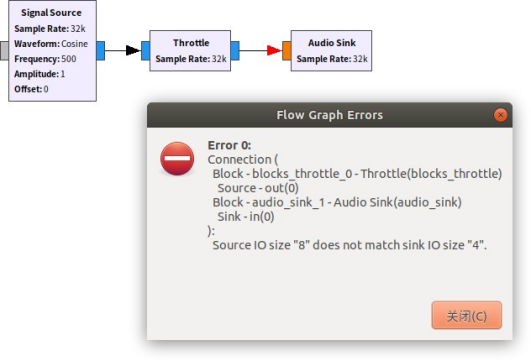 Signal Source
Sample Rate: 32k
Waveform: Cosine
Frequency: 500
Amplitude: 1
Offset: 0
Throttle
Sample Rate: 32k
Audio Sink
Sample Rate: 32k
Flow Graph Errors
Error 0:
Connection (
Block - blocks_throttle_0 - Throttle(blocks_throttle)
Source - out(0)
Block - audio_sink_1 - Audio Sink(audio_sink)
Sink - in(0)
):
Source IO size "8" does not match sink IO size "4".
关闭(C)